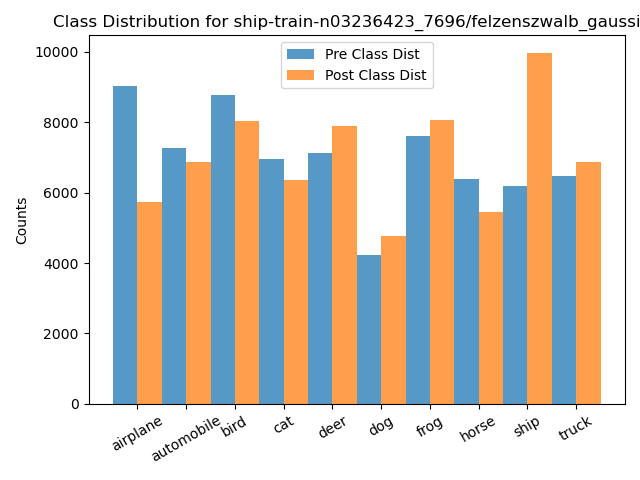 Class Distribution for ship-train-n03236423_7696/felzenszwalb_gaussi
Pre Class Dist
Post Class Dist
Counts
10000
8000
6000
4000
2000
0
airplane
automobile
bird
cat
deer
dog
frog
horse
ship
truck